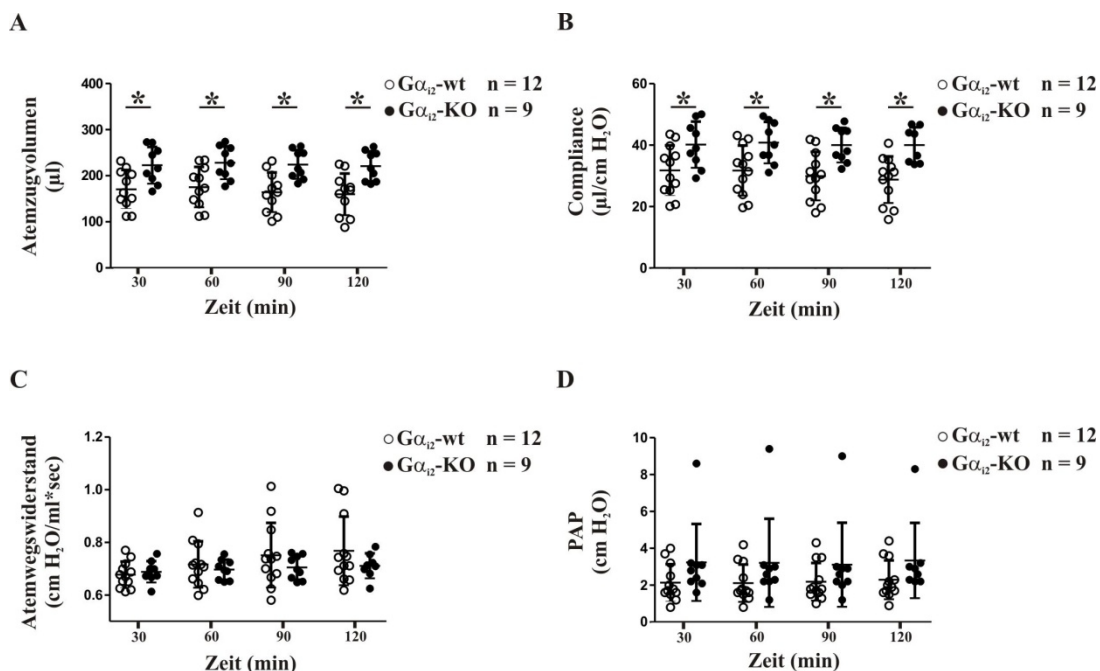 A
Atemzugvolumen
(µl)
400
300
200
100
0
* * * *
30 60 90 120
Zeit (min)
Gαi2-wt n = 12
Gαi2-KO n = 9
B
Compliance
(µl/cm H2O)
60
40
20
0
* * * *
30 60 90 120
Zeit (min)
Gαi2-wt n = 12
Gαi2-KO n = 9
C
Atemwegswiderstand
(cm H2O/ml*sec)
1.2
1.0
0.8
0.6
30 60 90 120
Zeit (min)
Gαi2-wt n = 12
Gαi2-KO n = 9
D
PAP
(cm H2O)
10
8
6
4
2
0
30 60 90 120
Zeit (min)
Gαi2-wt n = 12
Gαi2-KO n = 9